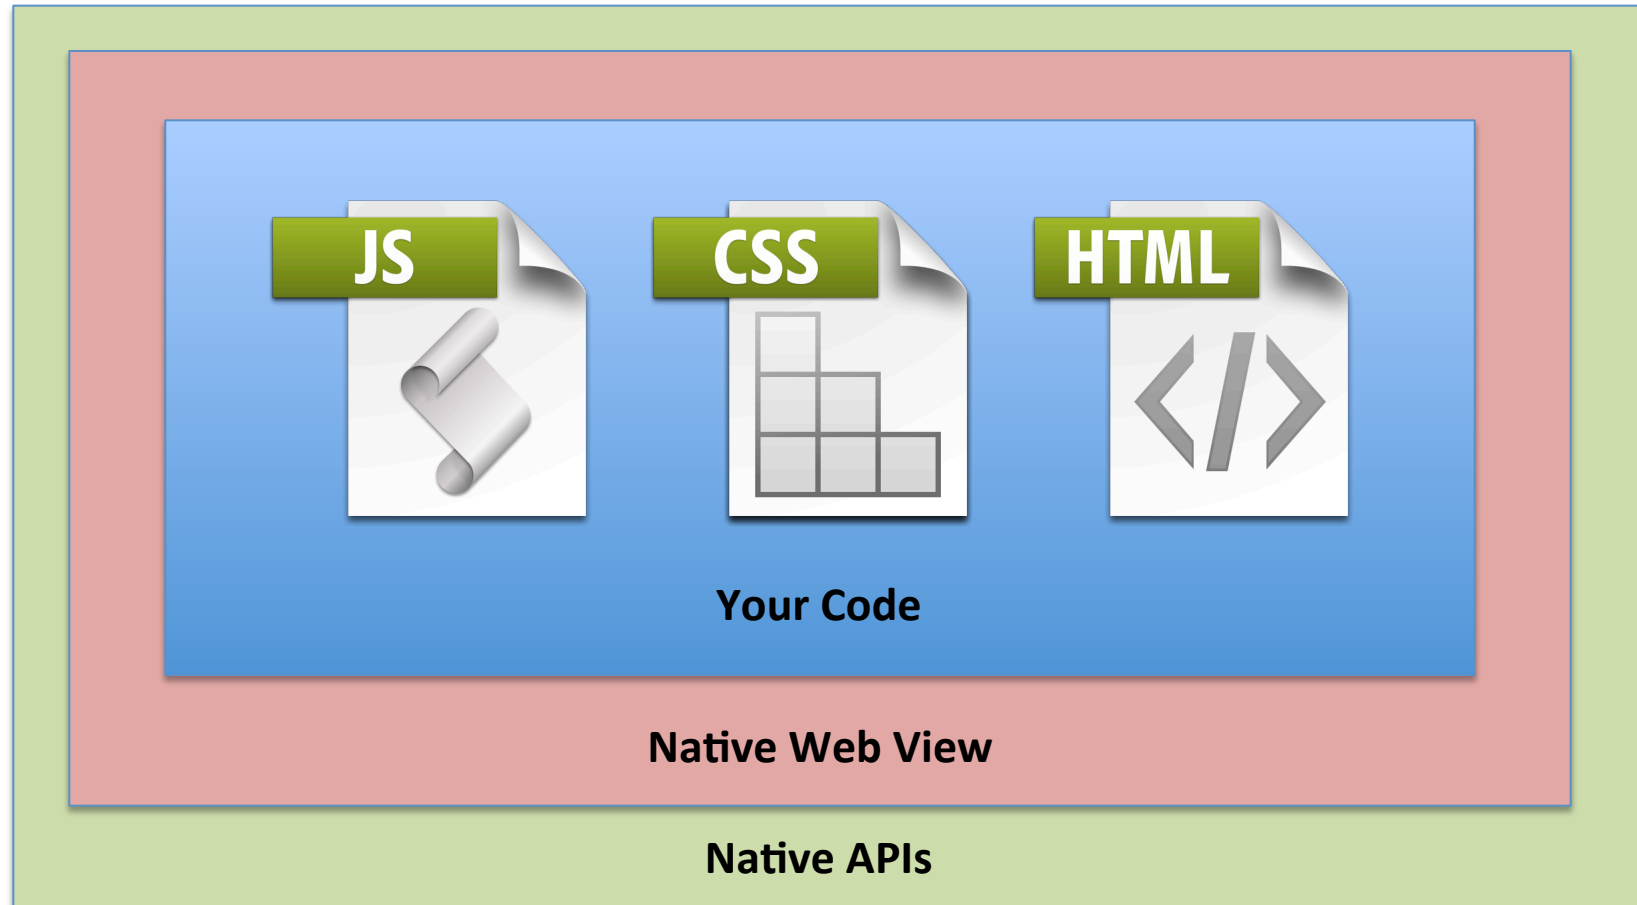 JS
CSS
HTML
</>
Your Code
Native Web View
Native APIs